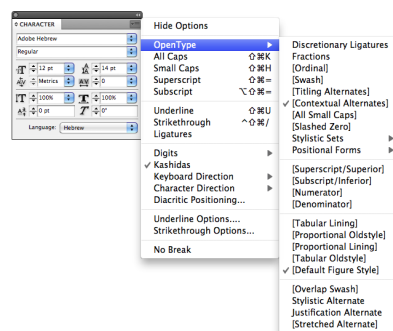 CHARACTER
Adobe Hebrew
Regular
12 pt
14 pt
Metrics
0
100%
100%
0 pt
0°
Language: Hebrew
Hide Options
OpenType
All Caps ⇧⌘K
Small Caps ⇧⌘H
Superscript ⇧⌘=
Subscript ⌥⇧⌘=
Underline ⇧⌘U
Strikethrough ^⇧⌘/
Ligatures
Digits
✓ Kashidas
Keyboard Direction
Character Direction
Diacritic Positioning...
Underline Options....
Strikethrough Options...
No Break
Discretionary Ligatures
Fractions
[Ordinal]
[Swash]
[Titling Alternates]
✓ [Contextual Alternates]
[All Small Caps]
[Slashed Zero]
Stylistic Sets
Positional Forms
[Superscript/Superior]
[Subscript/Inferior]
[Numerator]
[Denominator]
[Tabular Lining]
[Proportional Oldstyle]
[Proportional Lining]
[Tabular Oldstyle]
✓ [Default Figure Style]
[Overlap Swash]
Stylistic Alternate
Justification Alternate
[Stretched Alternate]